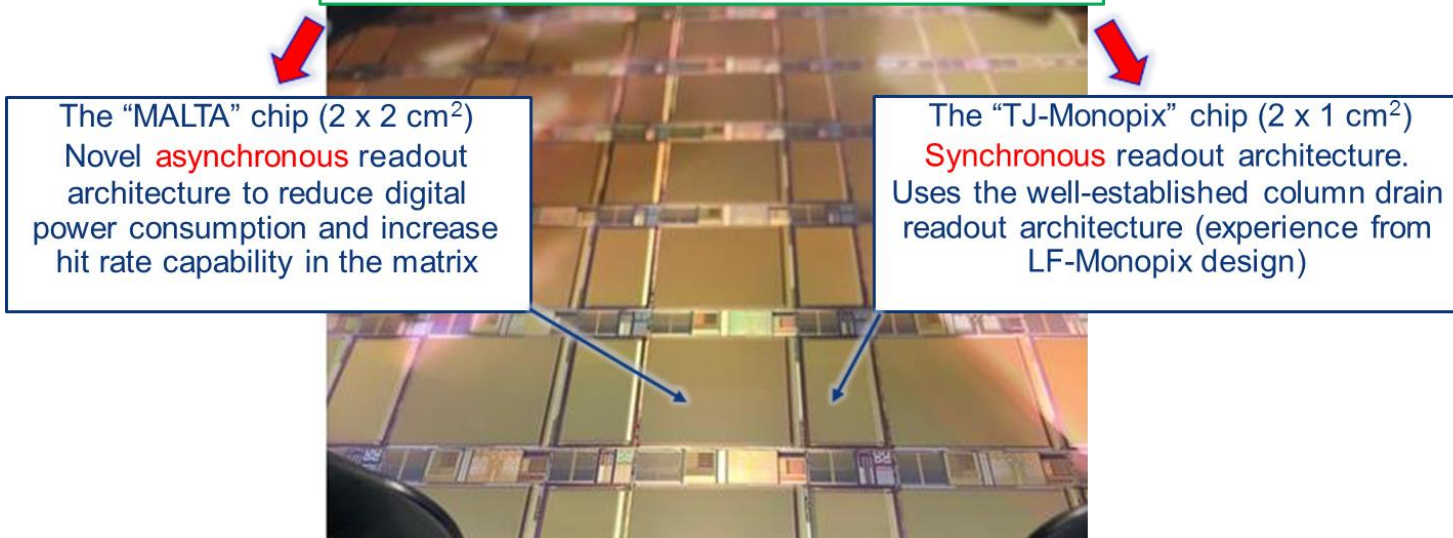 The “MALTA” chip (2 x 2 cm²)
Novel asynchronous readout
architecture to reduce digital
power consumption and increase
hit rate capability in the matrix
The “TJ-Monopix” chip (2 x 1 cm²)
Synchronous readout architecture.
Uses the well-established column drain
readout architecture (experience from
LF-Monopix design)